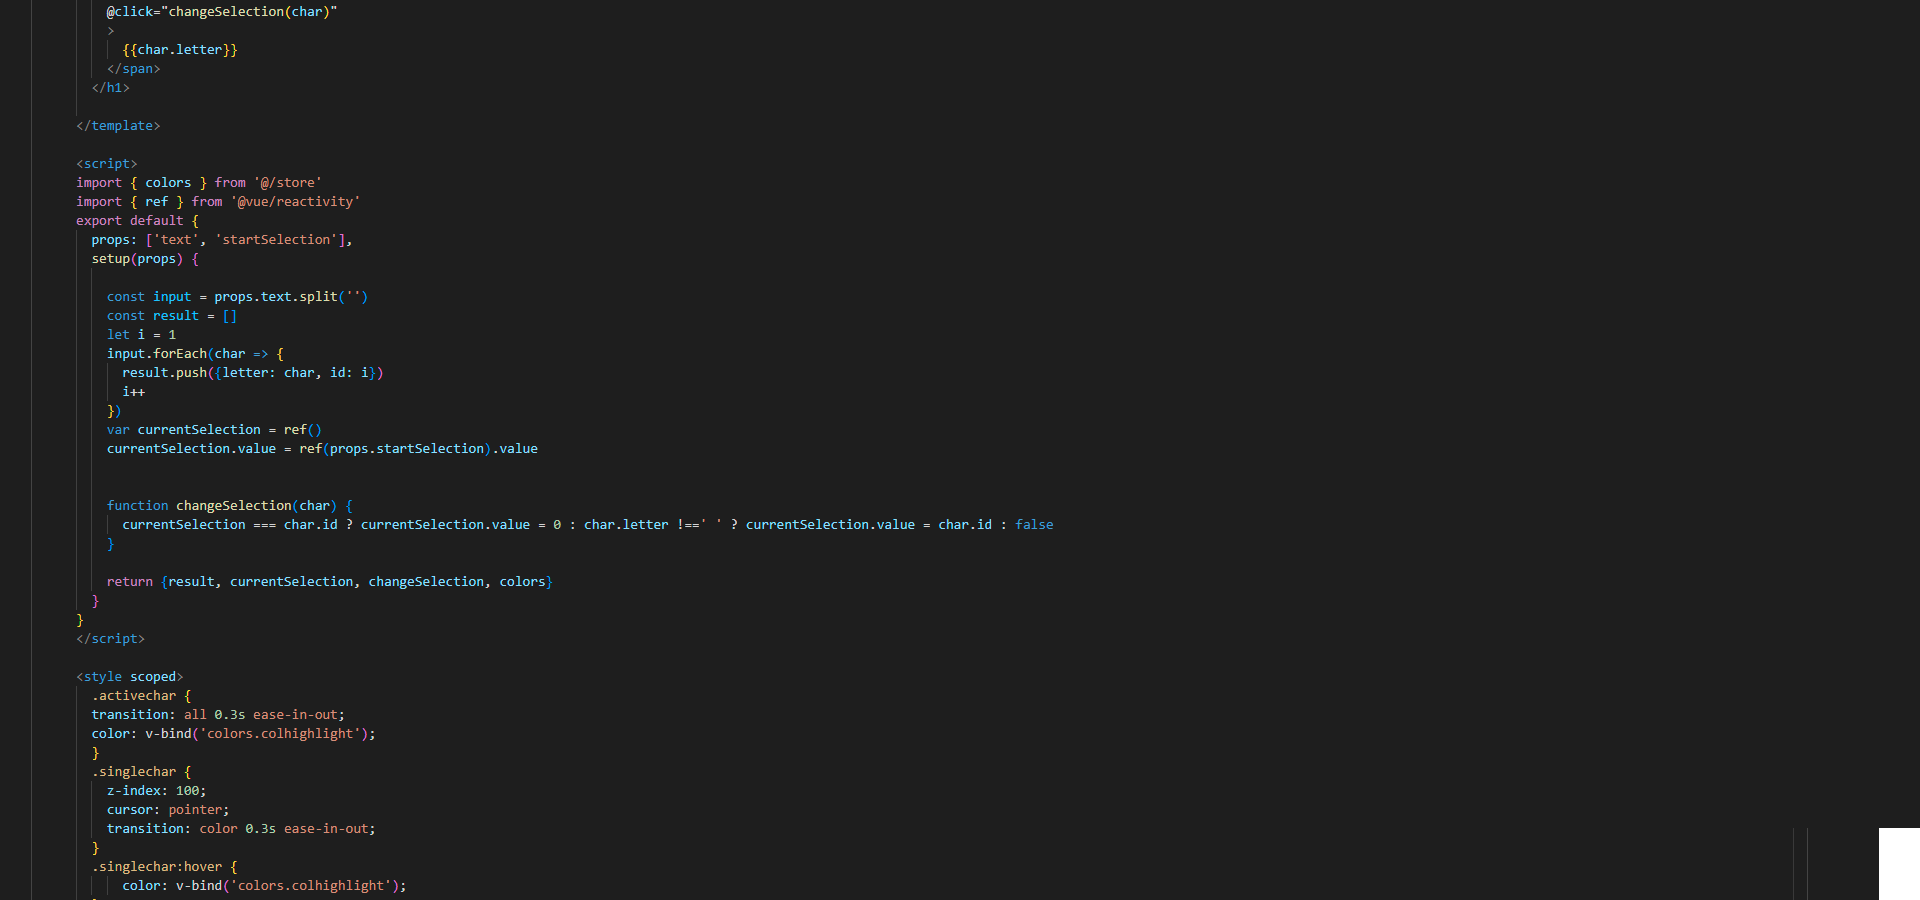 @click="changeSelection(char)"
>
{{char.letter}}
</span>
</h1>
</template>
<script>
import { colors } from '@/store'
import { ref } from '@vue/reactivity'
export default {
props: ['text', 'startSelection'],
setup(props) {
const input = props.text.split('')
const result = []
let i = 1
input.forEach(char => {
result.push({letter: char, id: i})
i++
})
var currentSelection = ref()
currentSelection.value = ref(props.startSelection).value
function changeSelection(char) {
currentSelection === char.id ? currentSelection.value = 0 : char.letter !==' ' ? currentSelection.value = char.id : false
}
return {result, currentSelection, changeSelection, colors}
}
}
</script>
<style scoped>
.activechar {
transition: all 0.3s ease-in-out;
color: v-bind('colors.colhighlight');
}
.singlechar {
z-index: 100;
cursor: pointer;
transition: color 0.3s ease-in-out;
}
.singlechar:hover {
color: v-bind('colors.colhighlight');